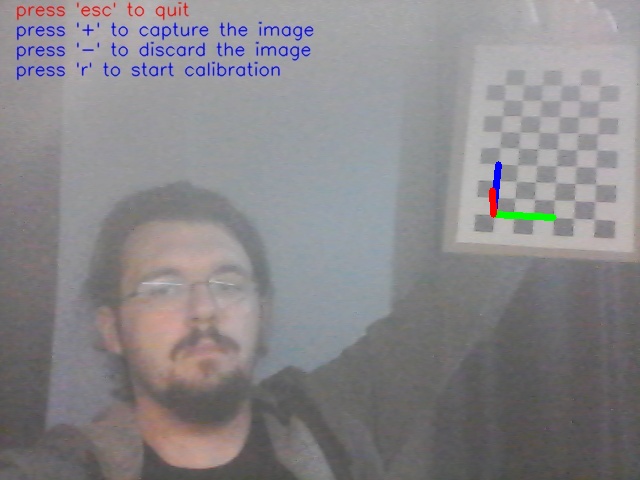 press 'esc' to quit
press '+' to capture the image
press '-' to discard the image
press 'r' to start calibration